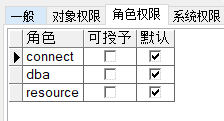 一般 对象权限 角色权限 系统权限
角色 可授予 默认
connect
dba
resource